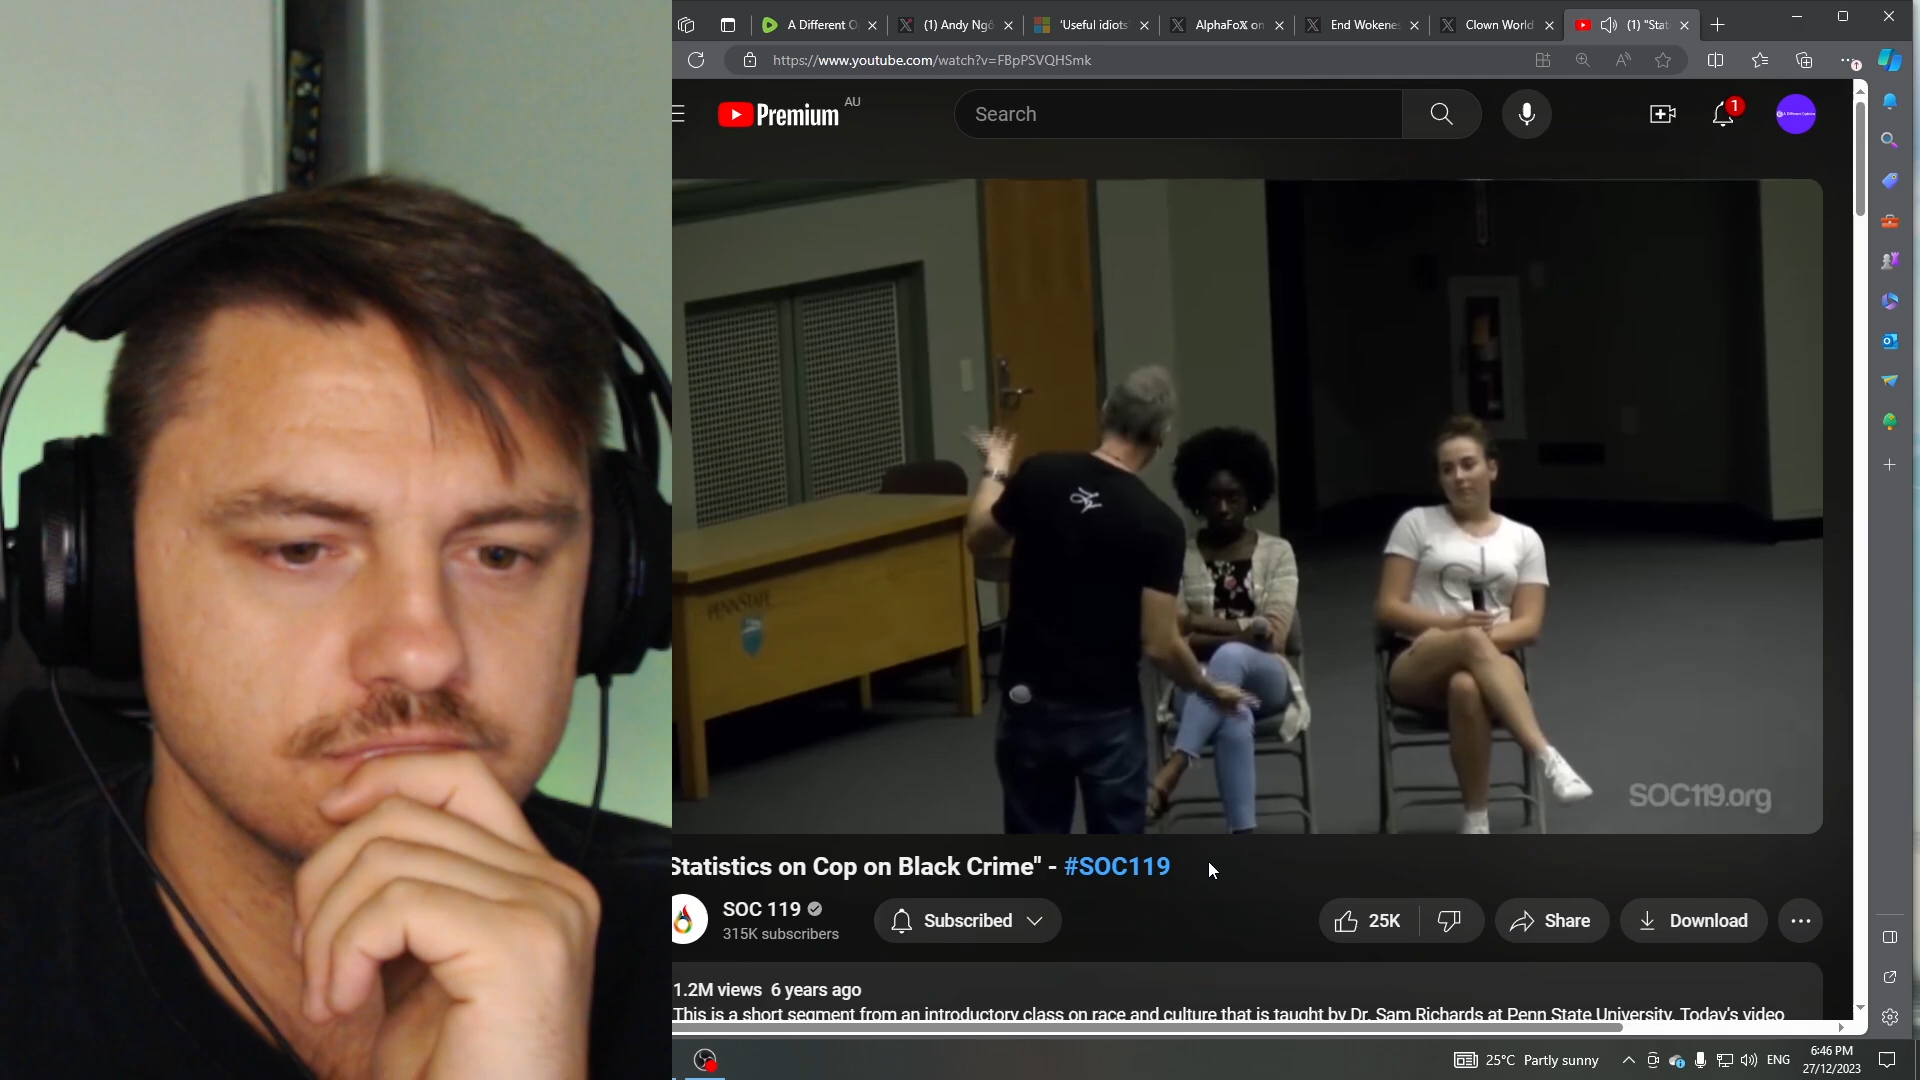 A Different O
(1) Andy Ngô
'Useful idiots'
AlphaFoX on
End Wokenes
Clown World
(1) "Stat
https://www.youtube.com/watch?v=FBpPSVQHSmk
Premium AU
Search
1
PENNSTATE
SOC119.org
Statistics on Cop on Black Crime" - #SOC119
SOC 119
315K subscribers
Subscribed
25K
Share
Download
1.2M views 6 years ago
This is a short segment from an introductory class on race and culture that is taught by Dr. Sam Richards at Penn State University. Today's video
25°C Partly sunny
ENG
6:46 PM
27/12/2023